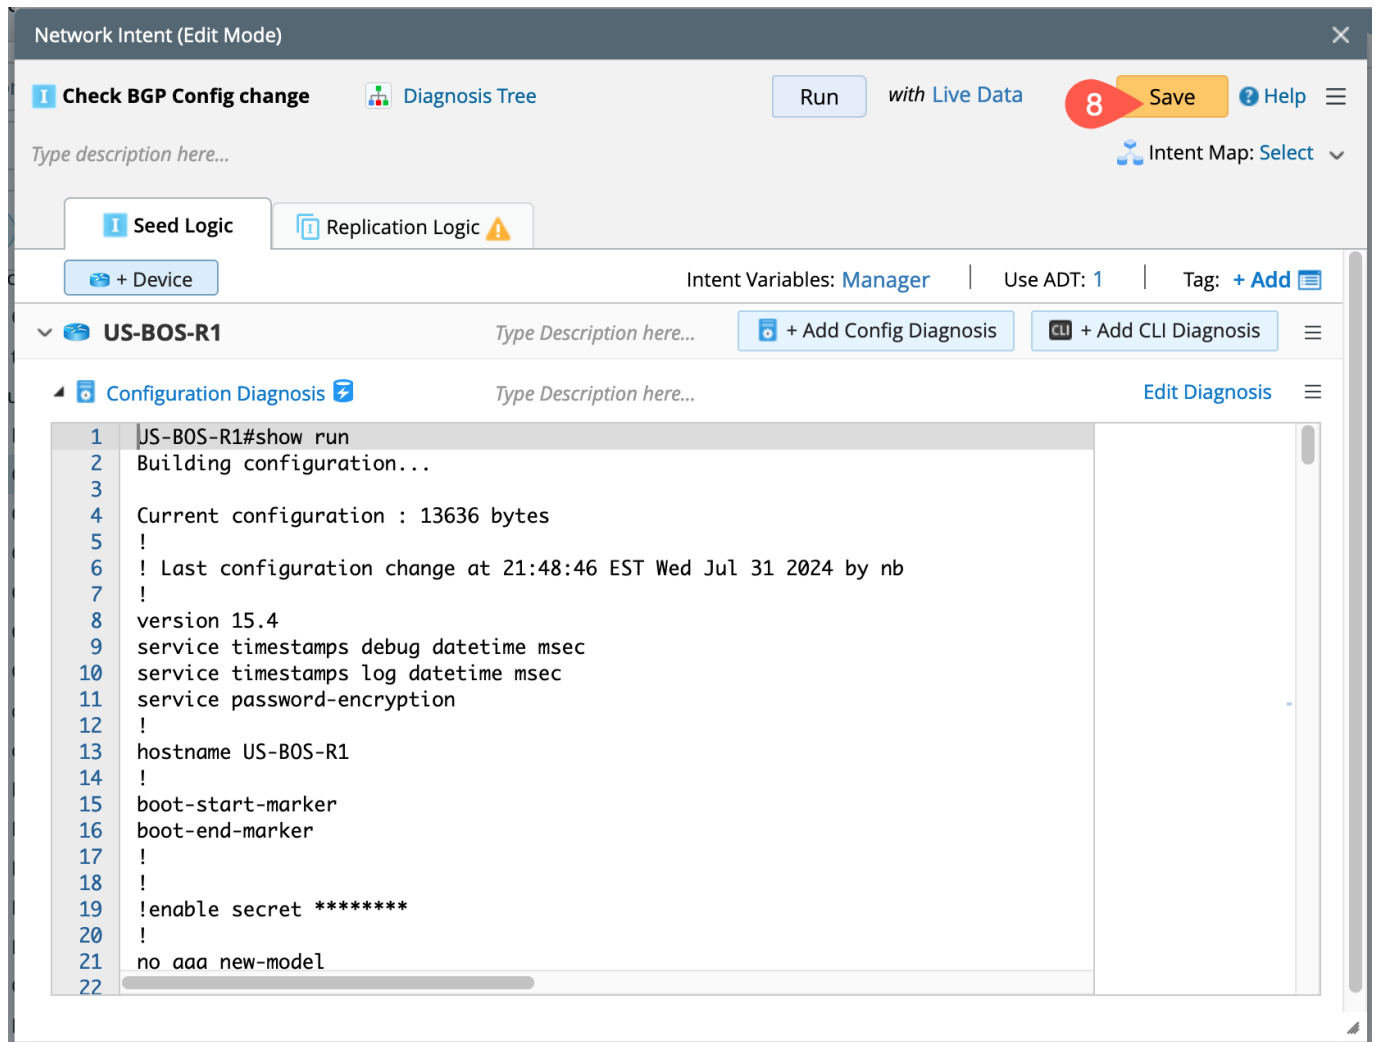 Network Intent (Edit Mode)
Check BGP Config change Diagnosis Tree Run with Live Data 8 Save Help
Type description here... Intent Map: Select
Seed Logic Replication Logic
+ Device Intent Variables: Manager Use ADT: 1 Tag: + Add
US-BOS-R1 Type Description here... + Add Config Diagnosis CLI + Add CLI Diagnosis
Configuration Diagnosis Type Description here... Edit Diagnosis
1 US-BOS-R1#show run
2 Building configuration...
3
4 Current configuration : 13636 bytes
5 !
6 ! Last configuration change at 21:48:46 EST Wed Jul 31 2024 by nb
7 !
8 version 15.4
9 service timestamps debug datetime msec
10 service timestamps log datetime msec
11 service password-encryption
12 !
13 hostname US-BOS-R1
14 !
15 boot-start-marker
16 boot-end-marker
17 !
18 !
19 !enable secret ********
20 !
21 no aaa new-model
22